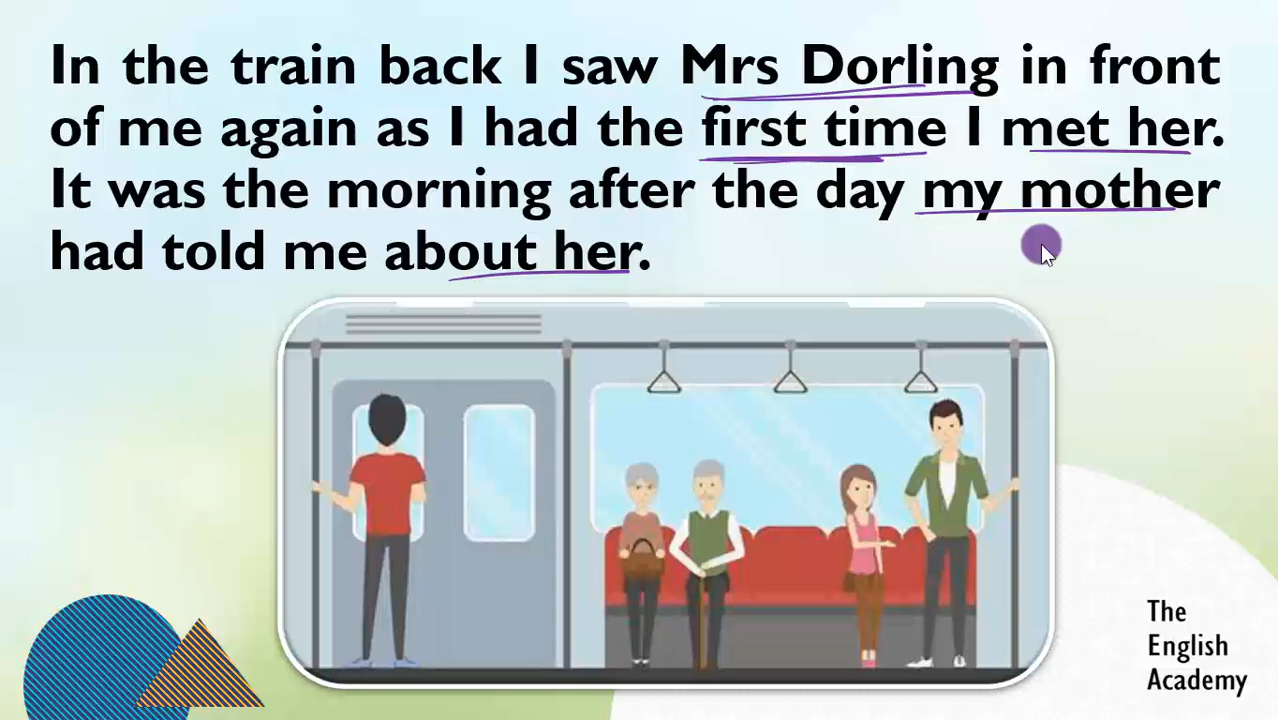 In the train back I saw Mrs Dorling in front
of me again as I had the first time I met her.
It was the morning after the day my mother
had told me about her.
The
English
Academy